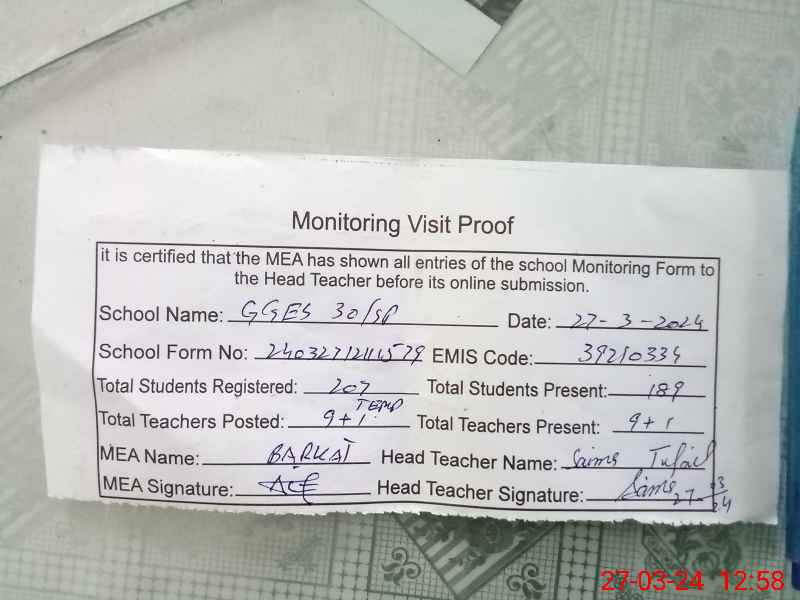 Monitoring Visit Proof
it is certified that the MEA has shown all entries of the school Monitoring Form to
the Head Teacher before its online submission.
School Name: GGES 30/SP Date: 27-3-2024
School Form No: EMIS Code: 39210334
Total Students Registered: 207 Total Students Present: 189
TEMP
Total Teachers Posted: 9+1 Total Teachers Present: 9+1
MEA Name: BARKAT Head Teacher Name: Saima Tufail
MEA Signature: Head Teacher Signature: Saima 27-03/24
27-03-24 12:58